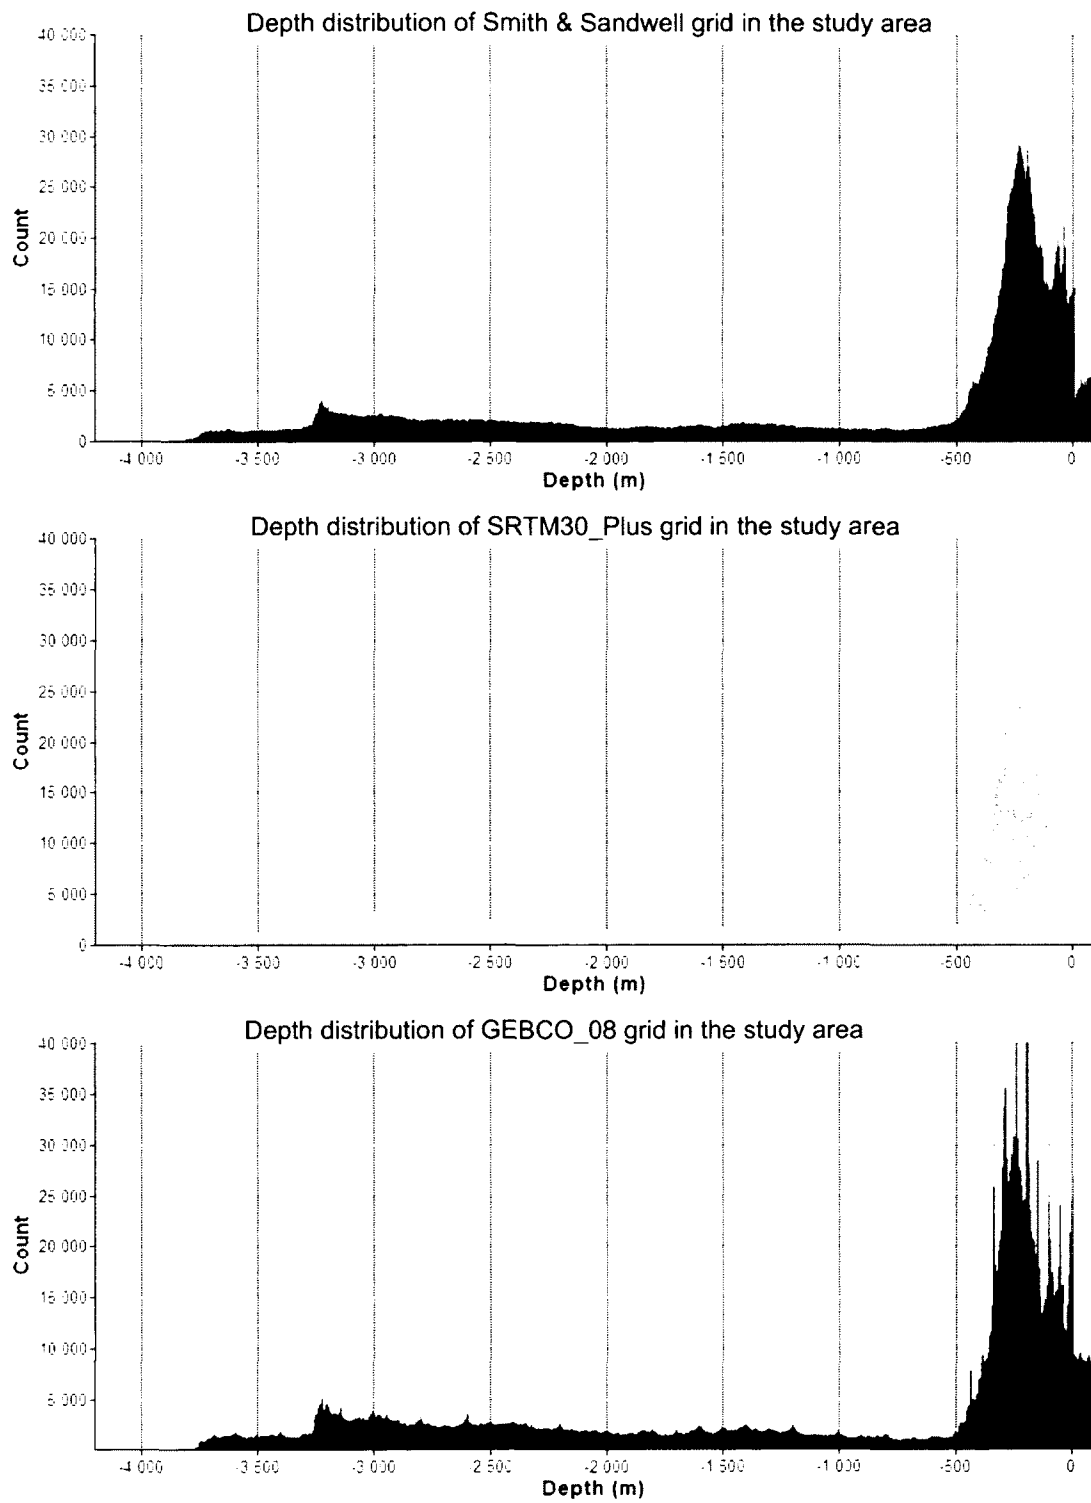 Depth distribution of Smith & Sandwell grid in the study area
40 000
35 000
30 000
25 000
20 000
15 000
10 000
5 000
0
Count
-4 000 -3 500 -3 000 -2 500 -2 000 -1 500 -1 000 -500 0
Depth (m)
Depth distribution of SRTM30_Plus grid in the study area
40 000
35 000
30 000
25 000
20 000
15 000
10 000
5 000
0
Count
-4 000 -3 500 -3 000 -2 500 -2 000 -1 500 -1 000 -500 0
Depth (m)
Depth distribution of GEBCO_08 grid in the study area
40 000
35 000
30 000
25 000
20 000
15 000
10 000
5 000
Count
-4 000 -3 500 -3 000 -2 500 -2 000 -1 500 -1 000 -500 0
Depth (m)